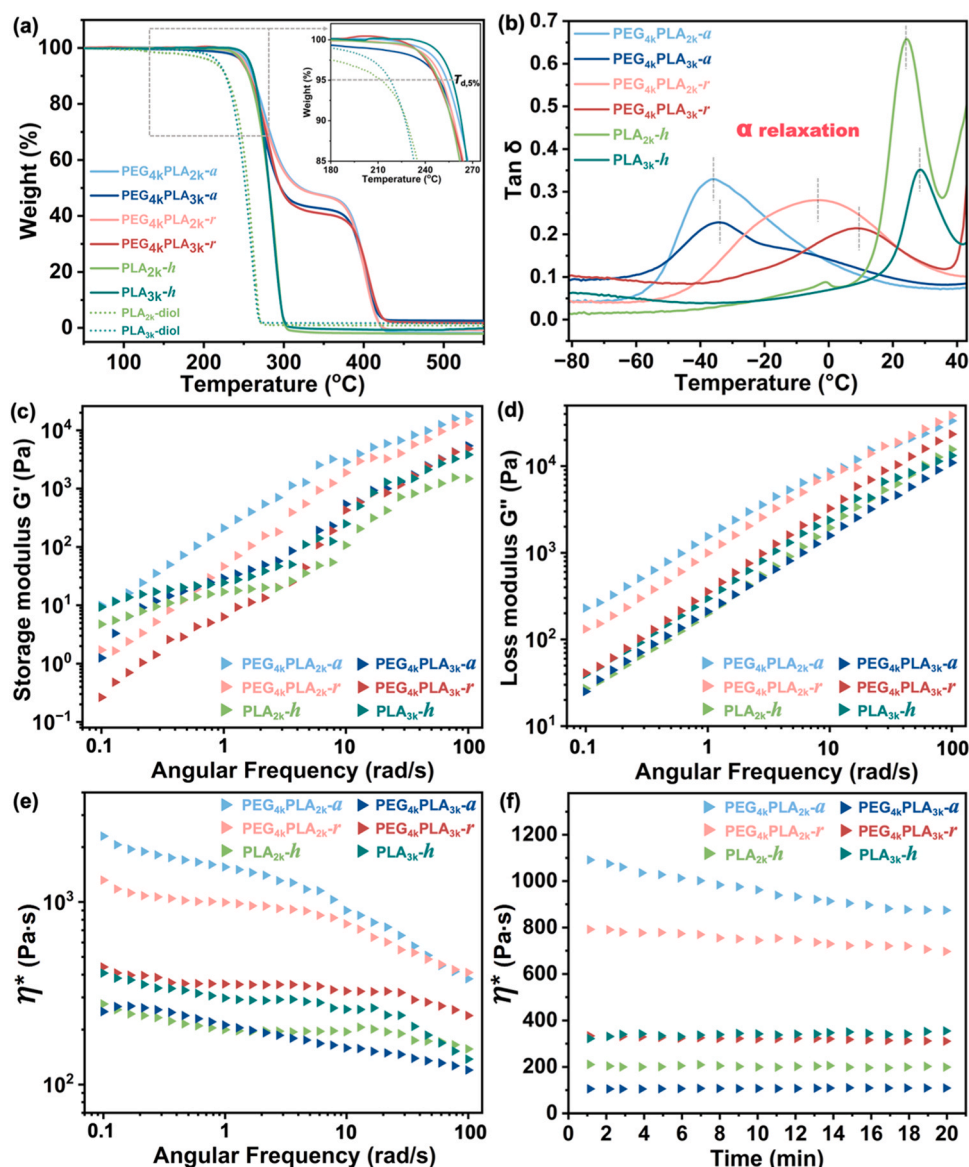 (a)
Weight (%)
100
80
60
40
20
0
100
200
300
400
500
Temperature (°C)
PEG4kPLA2k-a
PEG4kPLA3k-a
PEG4kPLA2k-r
PEG4kPLA3k-r
PLA2k-h
PLA3k-h
PLA2k-diol
PLA3k-diol
Weight (%)
100
95
90
85
Td,5%
180
210
240
270
Temperature (°C)
(b)
Tan δ
0.7
0.6
0.5
0.4
0.3
0.2
0.1
0.0
PEG4kPLA2k-a
PEG4kPLA3k-a
PEG4kPLA2k-r
PEG4kPLA3k-r
PLA2k-h
PLA3k-h
α relaxation
−80
−60
−40
−20
0
20
40
Temperature (°C)
(c)
Storage modulus G' (Pa)
10⁴
10³
10²
10¹
10⁰
10⁻¹
PEG4kPLA2k-a
PEG4kPLA3k-a
PEG4kPLA2k-r
PEG4kPLA3k-r
PLA2k-h
PLA3k-h
0.1
1
10
100
Angular Frequency (rad/s)
(d)
Loss modulus G'' (Pa)
10⁴
10³
10²
10¹
PEG4kPLA2k-a
PEG4kPLA3k-a
PEG4kPLA2k-r
PEG4kPLA3k-r
PLA2k-h
PLA3k-h
0.1
1
10
100
Angular Frequency (rad/s)
(e)
η* (Pa·s)
10³
10²
PEG4kPLA2k-a
PEG4kPLA3k-a
PEG4kPLA2k-r
PEG4kPLA3k-r
PLA2k-h
PLA3k-h
0.1
1
10
100
Angular Frequency (rad/s)
(f)
η* (Pa·s)
1200
1000
800
600
400
200
0
PEG4kPLA2k-a
PEG4kPLA3k-a
PEG4kPLA2k-r
PEG4kPLA3k-r
PLA2k-h
PLA3k-h
0
2
4
6
8
10
12
14
16
18
20
Time (min)